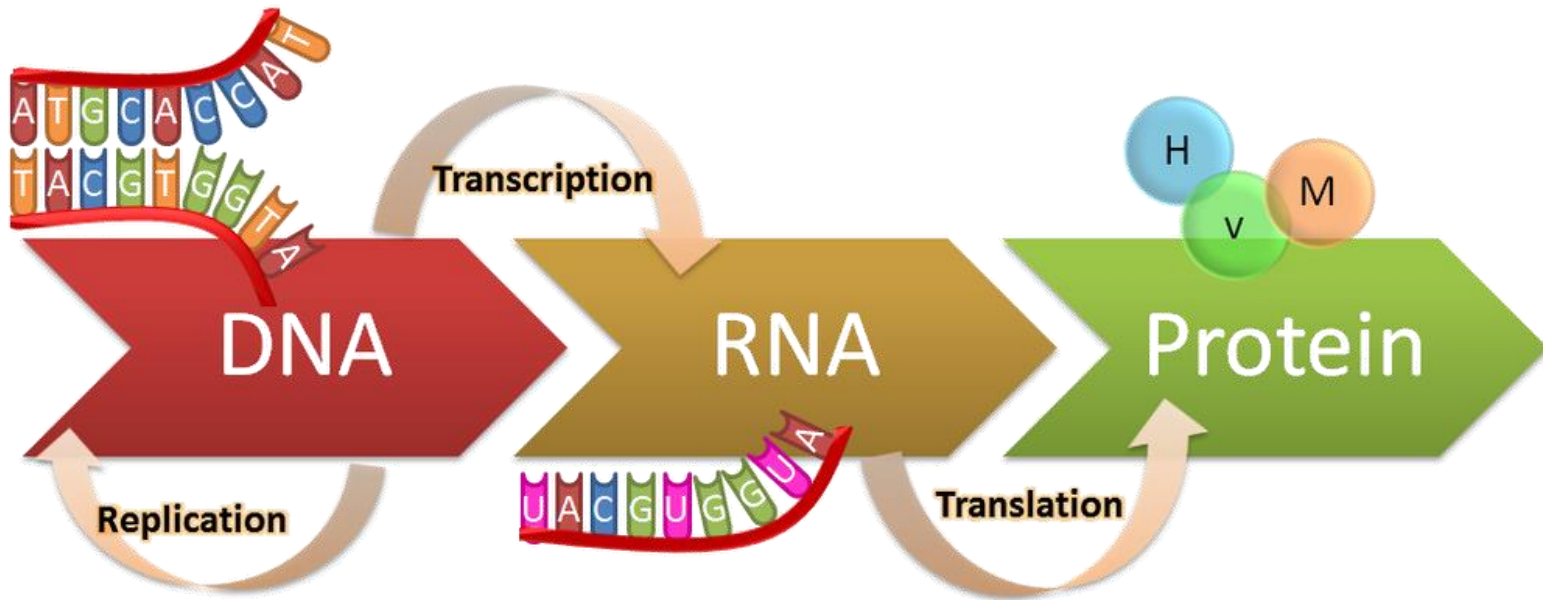 ATGCACCAT
TACGTGGTA
Transcription
H
v
M
DNA
RNA
Protein
UACGUGGUA
Replication
Translation